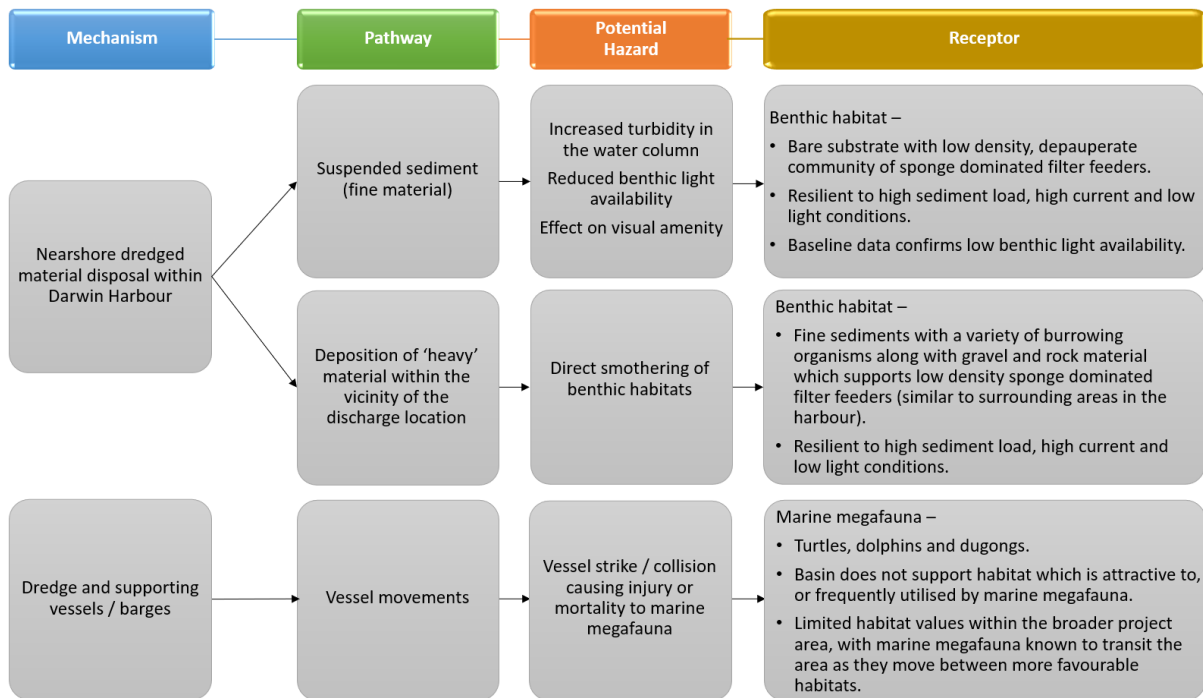 Mechanism
Pathway
Potential
Hazard
Receptor
Nearshore dredged
material disposal within
Darwin Harbour
Suspended sediment
(fine material)
Increased turbidity in
the water column
Reduced benthic light
availability
Effect on visual amenity
Benthic habitat –
• Bare substrate with low density, depauperate
community of sponge dominated filter feeders.
• Resilient to high sediment load, high current and low
light conditions.
• Baseline data confirms low benthic light availability.
Deposition of ‘heavy’
material within the
vicinity of the
discharge location
Direct smothering of
benthic habitats
Benthic habitat –
• Fine sediments with a variety of burrowing
organisms along with gravel and rock material
which supports low density sponge dominated
filter feeders (similar to surrounding areas in the
harbour).
• Resilient to high sediment load, high current and
low light conditions.
Dredge and supporting
vessels / barges
Vessel movements
Vessel strike / collision
causing injury or
mortality to marine
megafauna
Marine megafauna –
• Turtles, dolphins and dugongs.
• Basin does not support habitat which is attractive to,
or frequently utilised by marine megafauna.
• Limited habitat values within the broader project
area, with marine megafauna known to transit the
area as they move between more favourable
habitats.